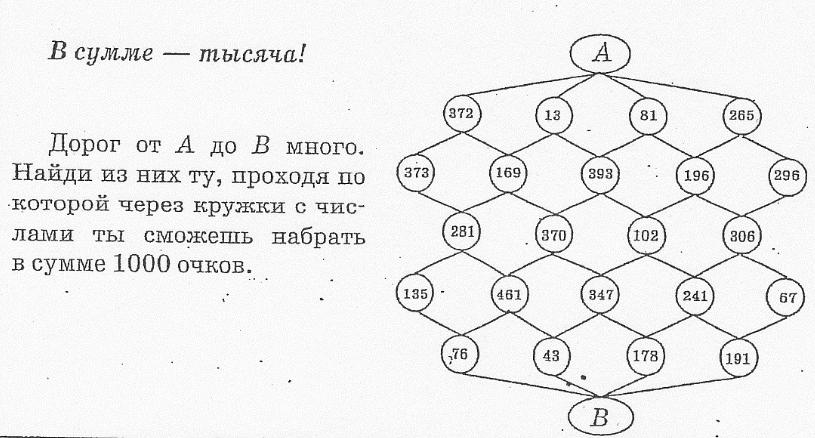 В сумме — тысяча!
Дорог от А до В много.
Найди из них ту, проходя по
которой через кружки с чис-
лами ты сможешь набрать
в сумме 1000 очков.
A
372 13 81 265
373 169 393 196 296
281 370 102 306
135 461 347 241 67
76 43 178 191
B